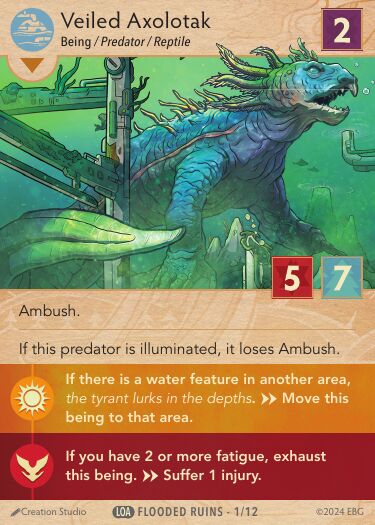 Veiled Axolotak
Being / Predator / Reptile
2
5
7
Ambush.
If this predator is illuminated, it loses Ambush.
If there is a water feature in another area,
the tyrant lurks in the depths. ›› Move this
being to that area.
If you have 2 or more fatigue, exhaust
this being. ›› Suffer 1 injury.
Creation Studio
LOA FLOODED RUINS - 1/12
©2024 EBG